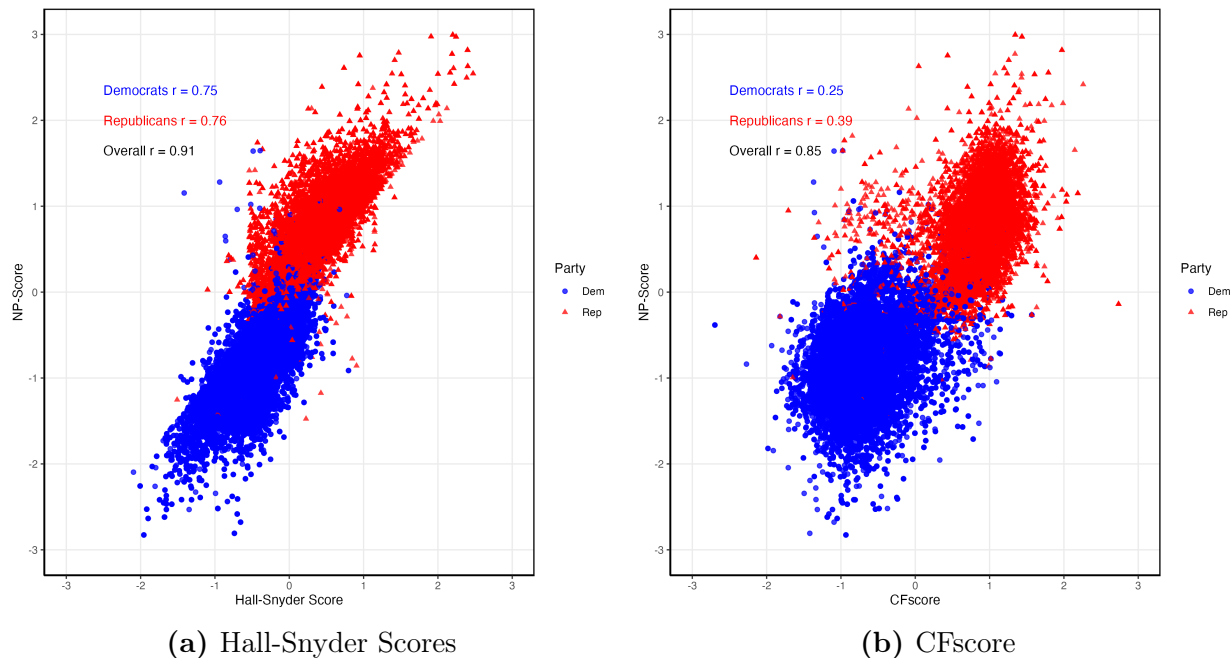 Democrats r = 0.75
Republicans r = 0.76
Overall r = 0.91
NP-Score
3
2
1
0
-1
-2
-3
-3 -2 -1 0 1 2 3
Hall-Snyder Score
Party
Dem
Rep
(a) Hall-Snyder Scores
Democrats r = 0.25
Republicans r = 0.39
Overall r = 0.85
NP-Score
3
2
1
0
-1
-2
-3
-3 -2 -1 0 1 2 3
CFscore
Party
Dem
Rep
(b) CFscore